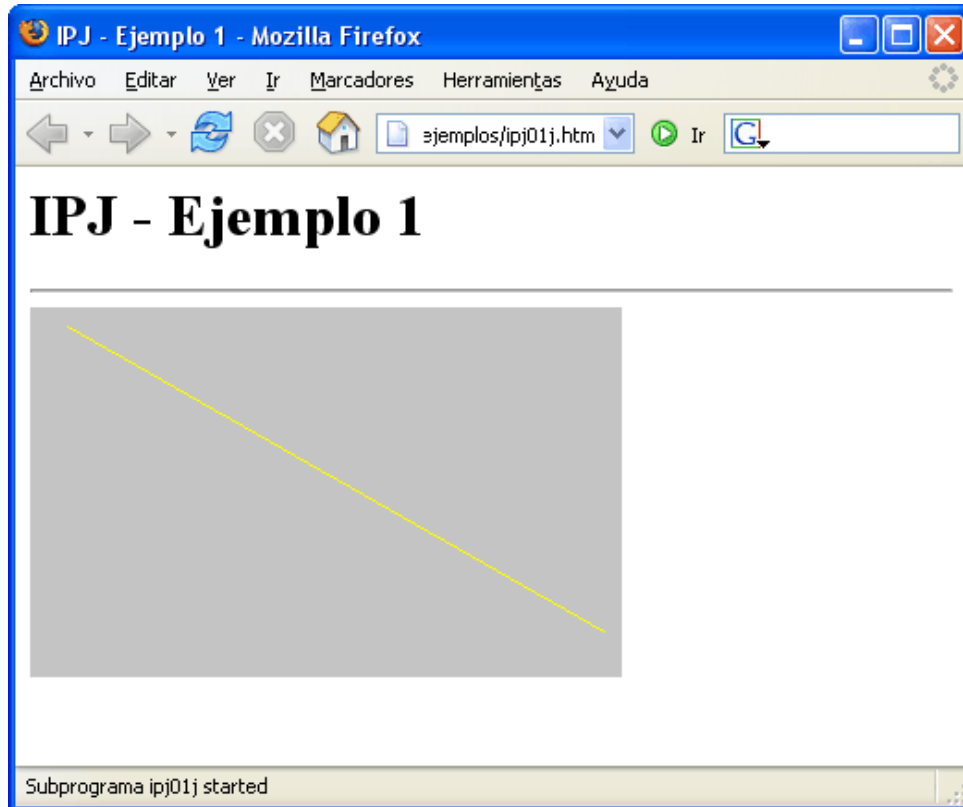 IPJ - Ejemplo 1 - Mozilla Firefox
Archivo Editar Ver Ir Marcadores Herramientas Ayuda
ejemplos/ipj01j.htm Ir G
IPJ - Ejemplo 1
Subprograma ipj01j started